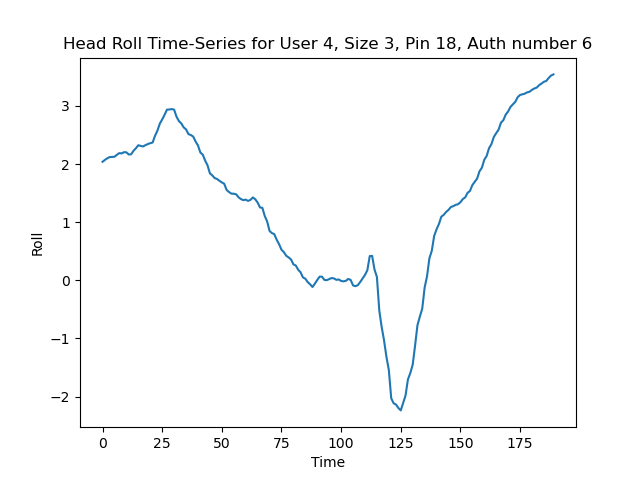 Head Roll Time-Series for User 4, Size 3, Pin 18, Auth number 6
3
2
1
0
−1
−2
Roll
0 25 50 75 100 125 150 175
Time